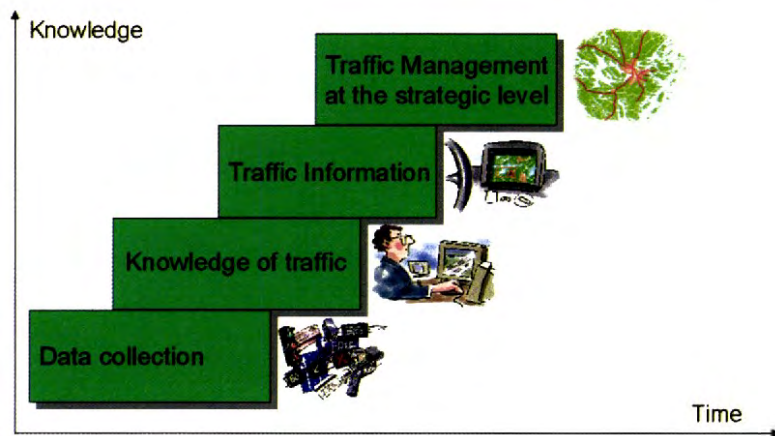 Knowledge
Traffic Management
at the strategic level
Traffic Information
Knowledge of traffic
Data collection
Time